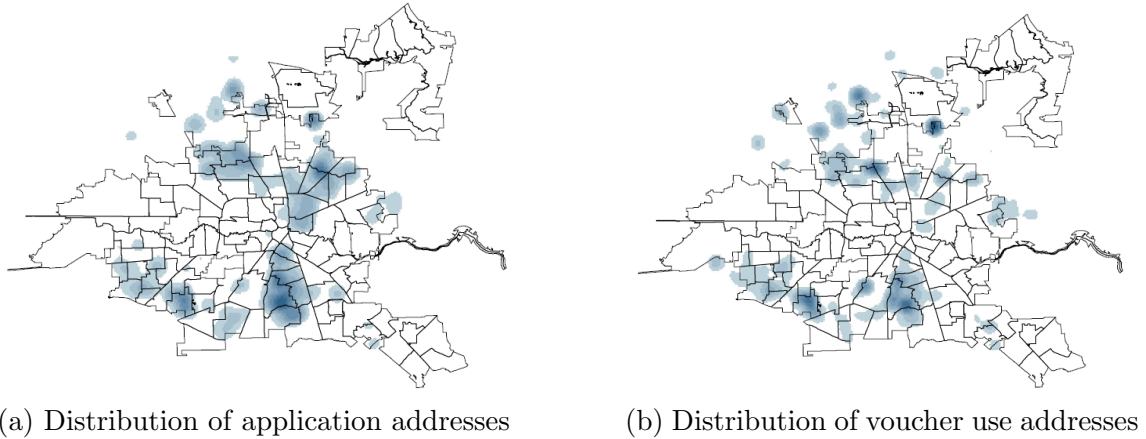 (a) Distribution of application addresses
(b) Distribution of voucher use addresses